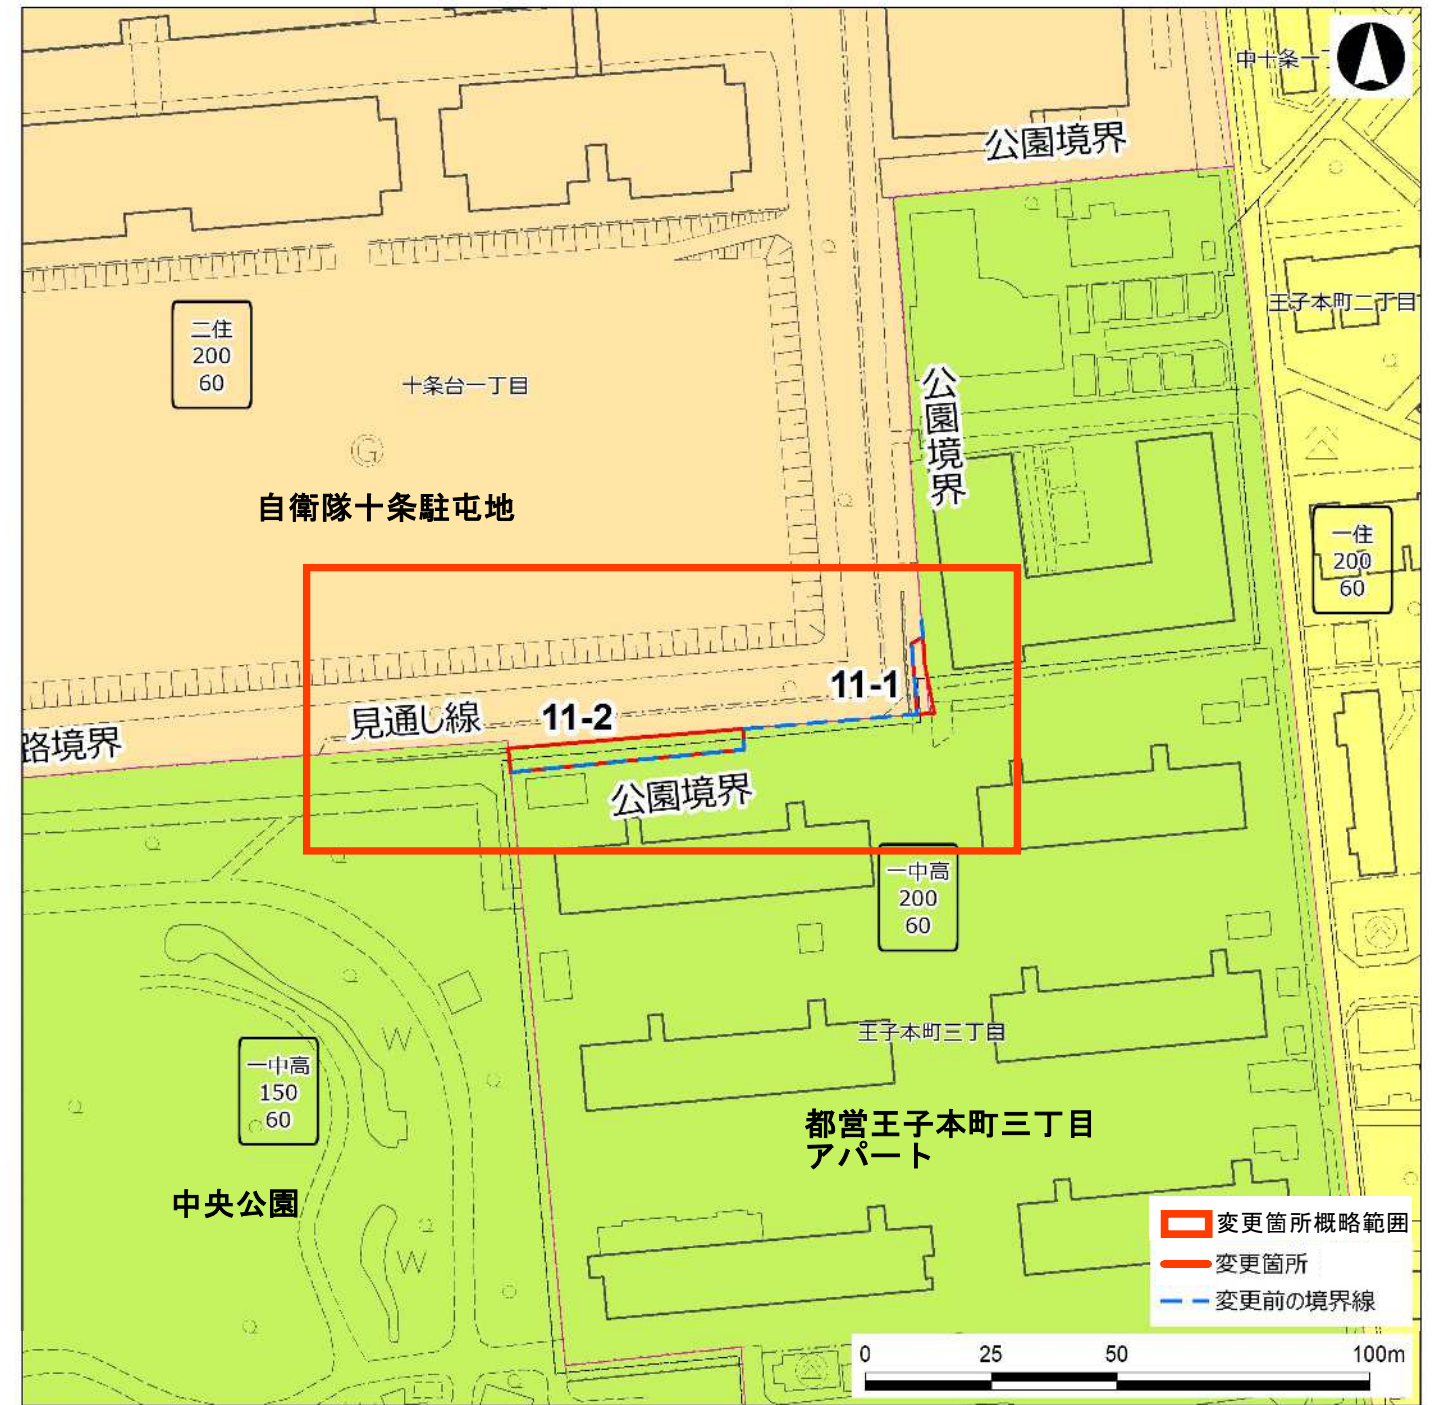 中十条一丁
公園境界
二住
200
60
王子本町二丁目
十条台一丁目
公園境界
G
自衛隊十条駐屯地
一住
200
60
11-1
見通し線
11-2
路境界
公園境界
一中高
200
60
王子本町三丁目
W
一中高
150
60
都営王子本町三丁目
アパート
中央公園
W
変更箇所概略範囲
変更箇所
変更前の境界線
0 25 50 100m